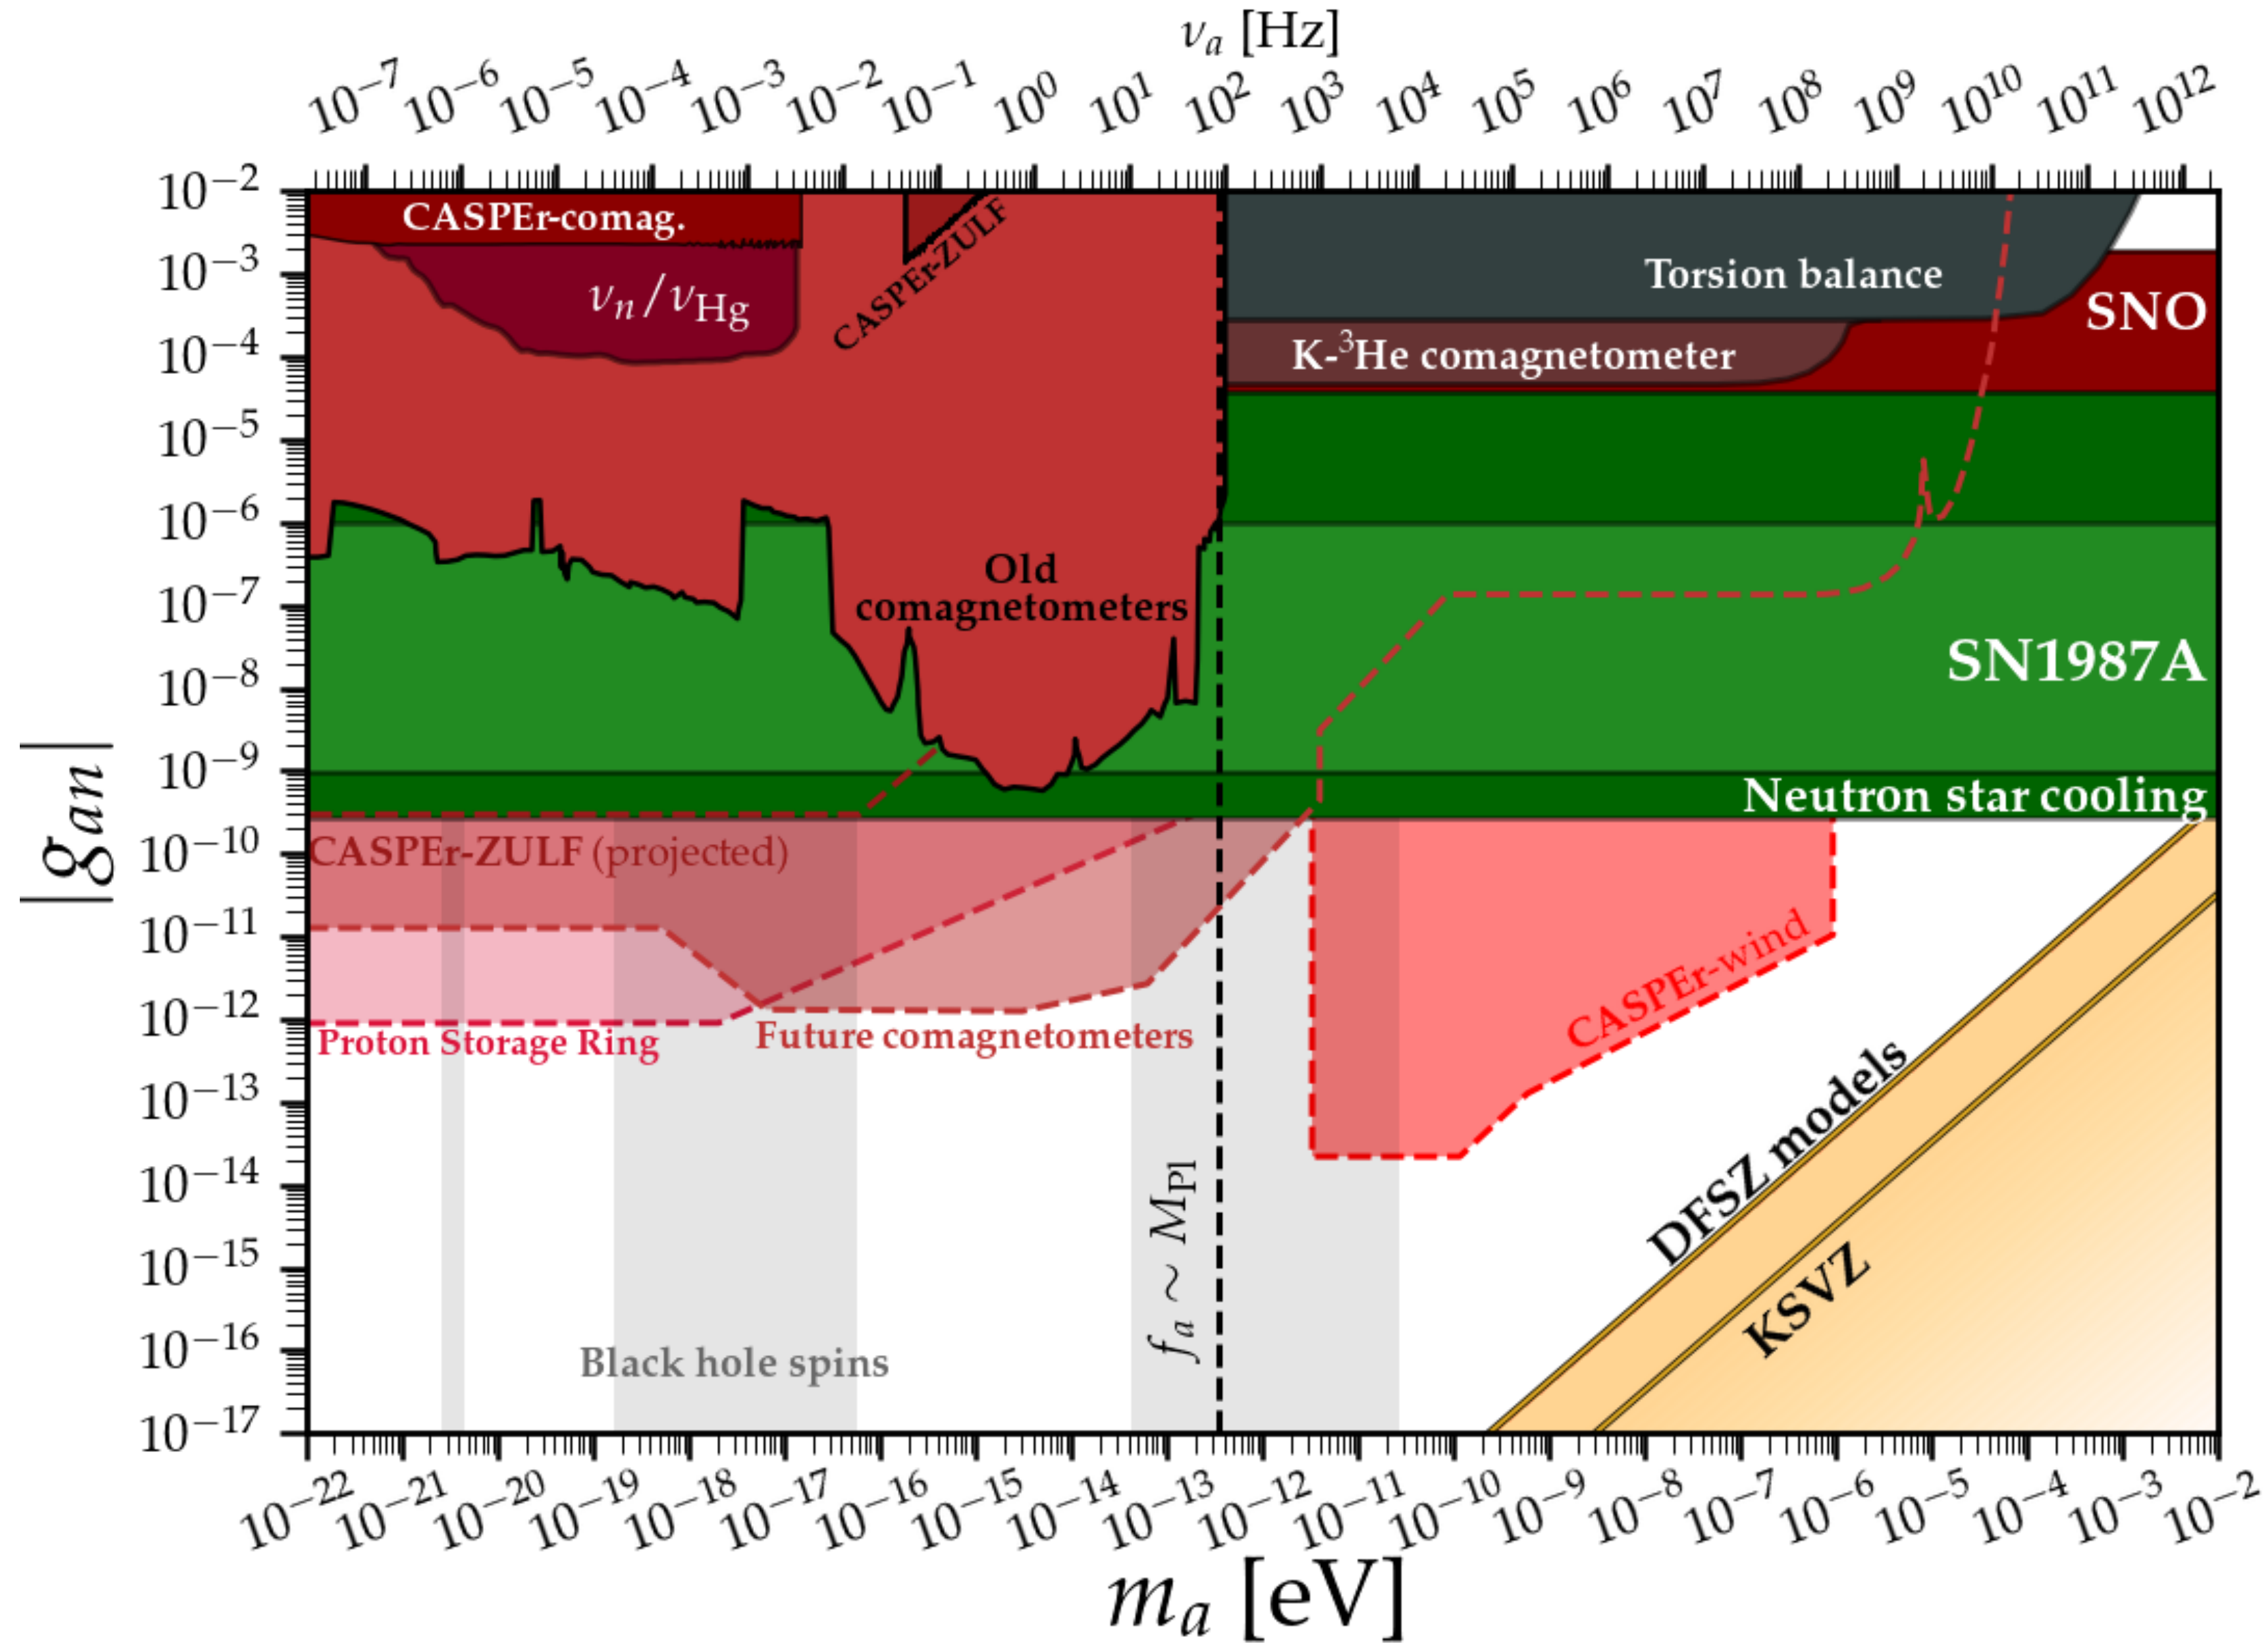 ν_a [Hz]
10^−7 10^−6 10^−5 10^−4 10^−3 10^−2 10^−1 10^0 10^1 10^2 10^3 10^4 10^5 10^6 10^7 10^8 10^9 10^10 10^11 10^12
10^−2
10^−3
10^−4
10^−5
10^−6
10^−7
10^−8
10^−9
10^−10
10^−11
10^−12
10^−13
10^−14
10^−15
10^−16
10^−17
|g_an|
CASPEr-comag.
ν_n/ν_Hg
CASPEr-ZULF
Torsion balance
SNO
K-³He comagnetometer
Old
comagnetometers
SN1987A
Neutron star cooling
CASPEr-ZULF (projected)
Proton Storage Ring
Future comagnetometers
CASPEr-wind
DFSZ models
KSVZ
f_a ∼ M_Pl
Black hole spins
10^−22 10^−21 10^−20 10^−19 10^−18 10^−17 10^−16 10^−15 10^−14 10^−13 10^−12 10^−11 10^−10 10^−9 10^−8 10^−7 10^−6 10^−5 10^−4 10^−3 10^−2
m_a [eV]